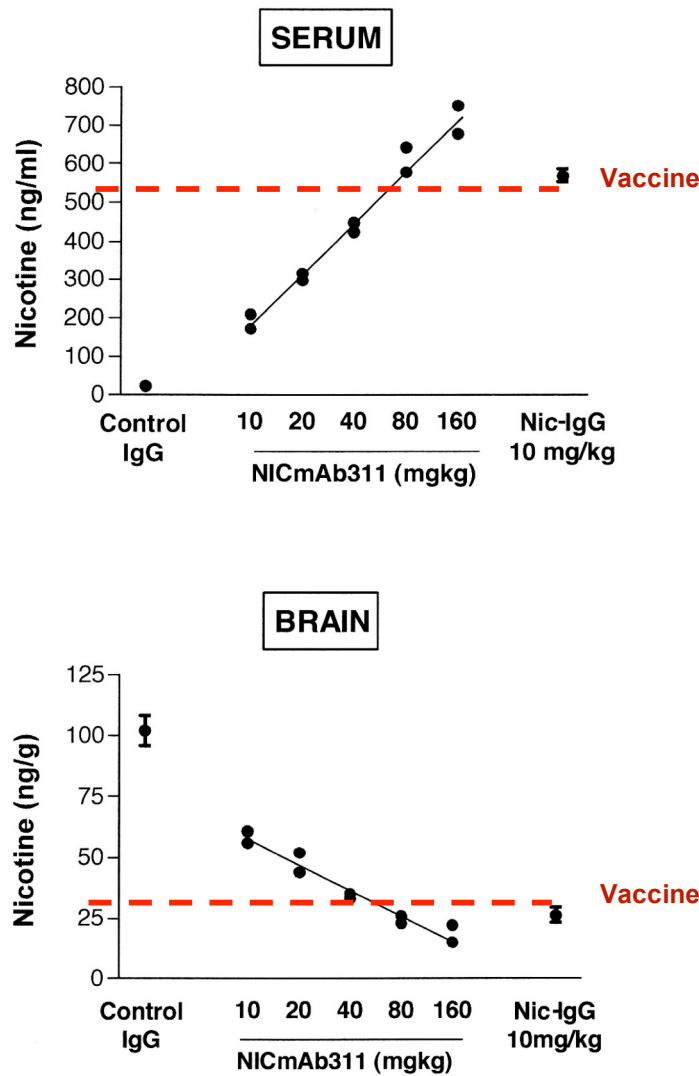 SERUM
Nicotine (ng/ml)
800
700
600
500
400
300
200
100
0
Vaccine
Control
IgG
10 20 40 80 160
NICmAb311 (mgkg)
Nic-IgG
10 mg/kg
BRAIN
Nicotine (ng/g)
125
100
75
50
25
0
Vaccine
Control
IgG
10 20 40 80 160
NICmAb311 (mgkg)
Nic-IgG
10mg/kg